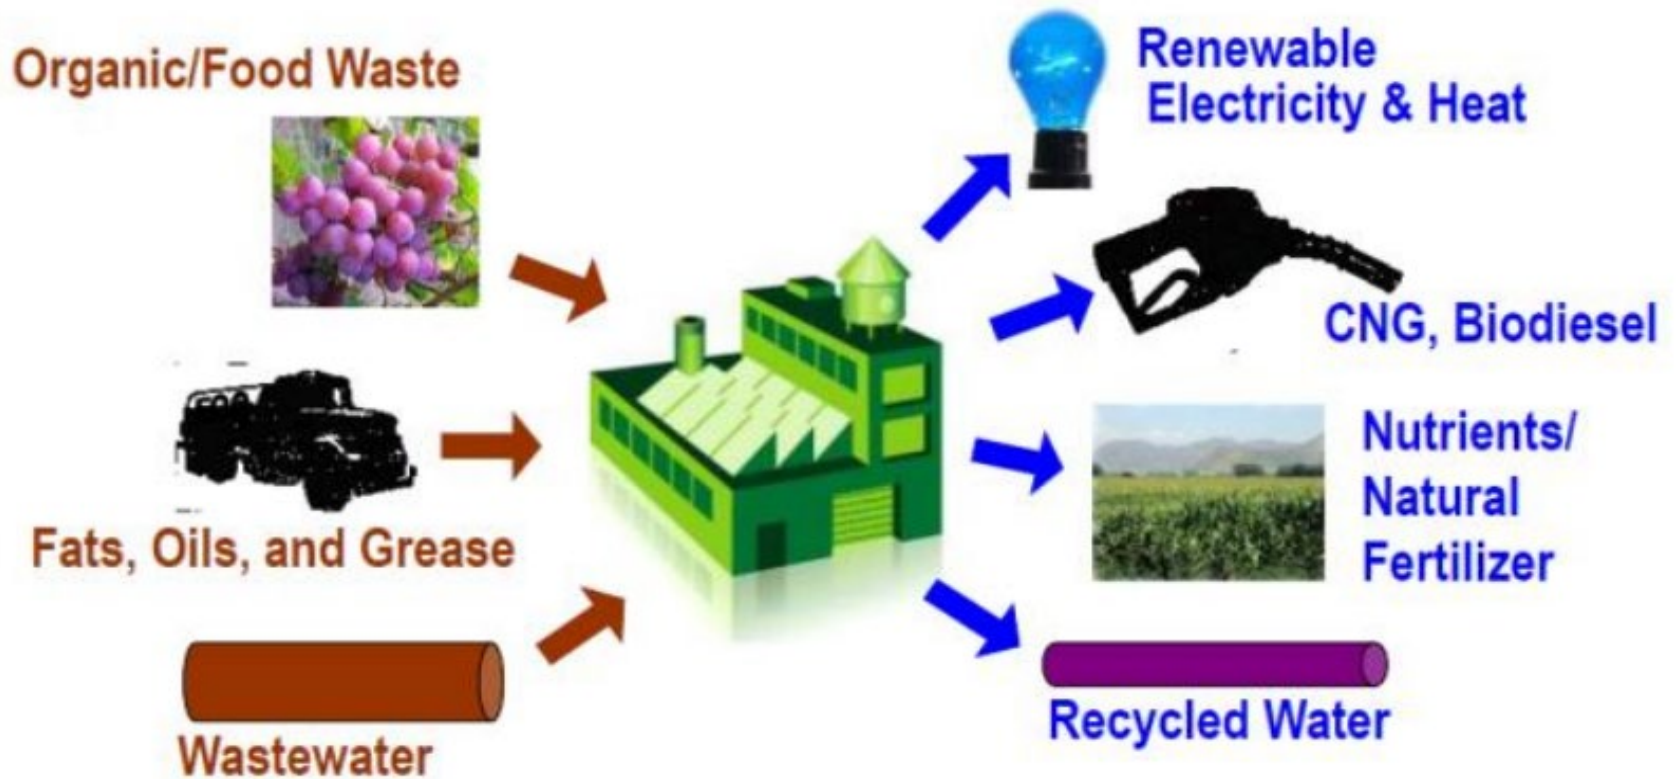 Organic/Food Waste
Fats, Oils, and Grease
Wastewater
Renewable
Electricity & Heat
CNG, Biodiesel
Nutrients/
Natural
Fertilizer
Recycled Water